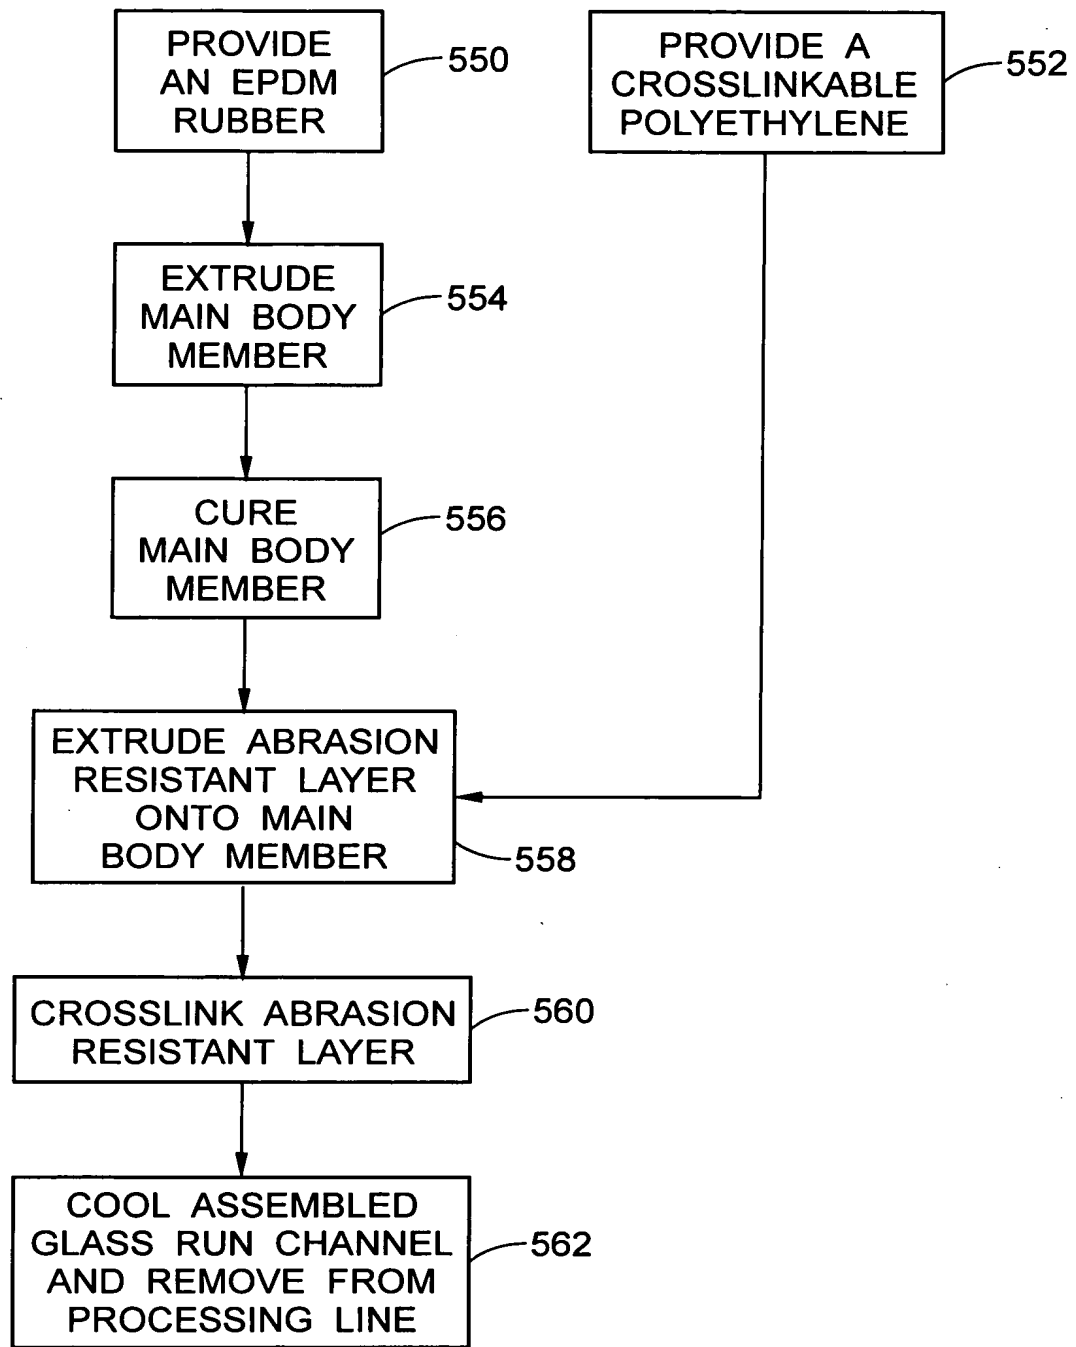 PROVIDE
AN EPDM
RUBBER
550
PROVIDE A
CROSSLINKABLE
POLYETHYLENE
552
EXTRUDE
MAIN BODY
MEMBER
554
CURE
MAIN BODY
MEMBER
556
EXTRUDE ABRASION
RESISTANT LAYER
ONTO MAIN
BODY MEMBER
558
CROSSLINK ABRASION
RESISTANT LAYER
560
COOL ASSEMBLED
GLASS RUN CHANNEL
AND REMOVE FROM
PROCESSING LINE
562